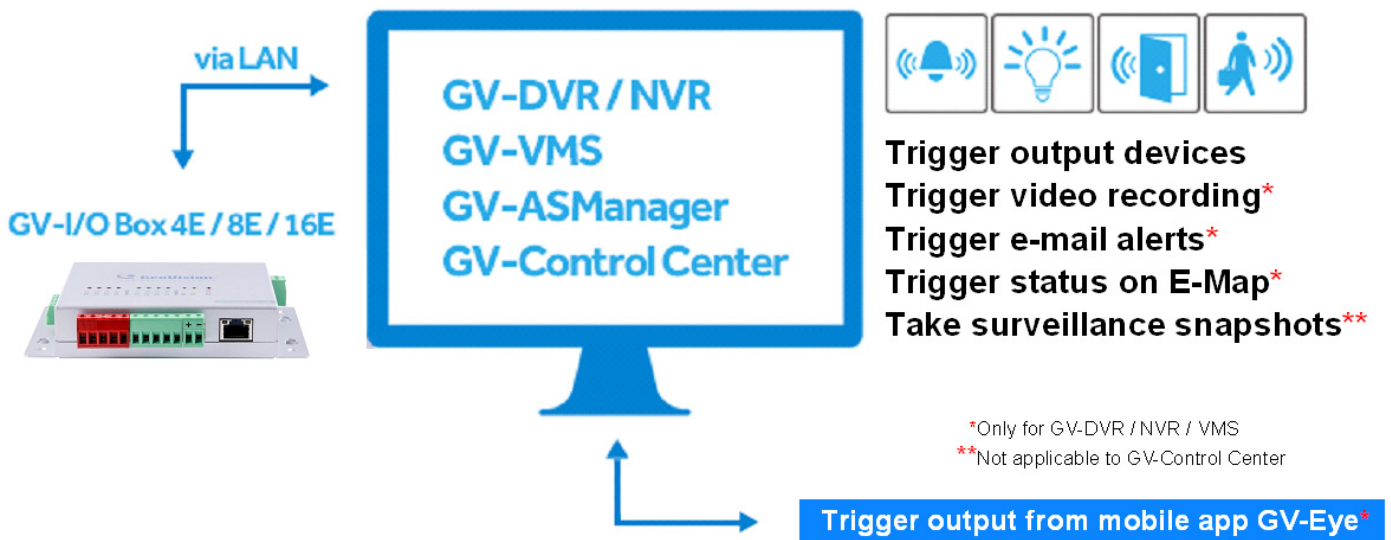 via LAN
GV-I/O Box 4E / 8E / 16E
GeoVision
GV-DVR / NVR
GV-VMS
GV-ASManager
GV-Control Center
Trigger output devices
Trigger video recording*
Trigger e-mail alerts*
Trigger status on E-Map*
Take surveillance snapshots**
*Only for GV-DVR / NVR / VMS
**Not applicable to GV-Control Center
Trigger output from mobile app GV-Eye*